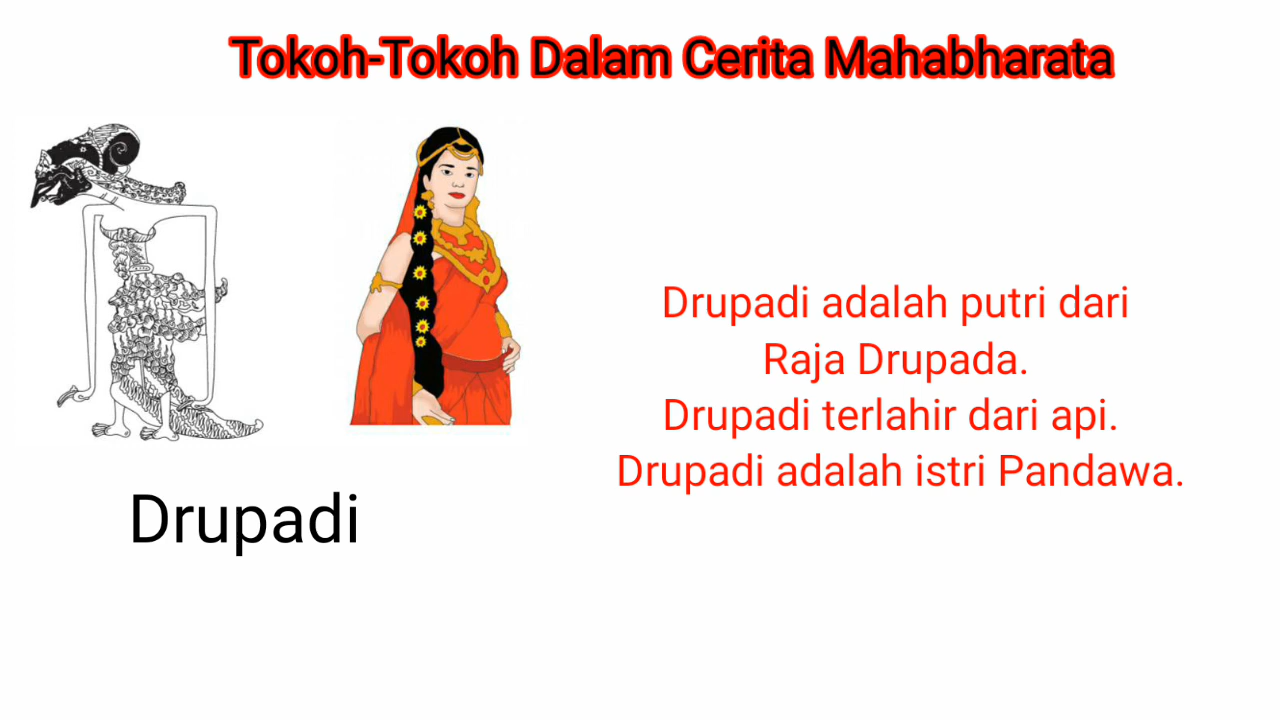 Tokoh-Tokoh Dalam Cerita Mahabharata
Drupadi adalah putri dari
Raja Drupada.
Drupadi terlahir dari api.
Drupadi adalah istri Pandawa.
Drupadi